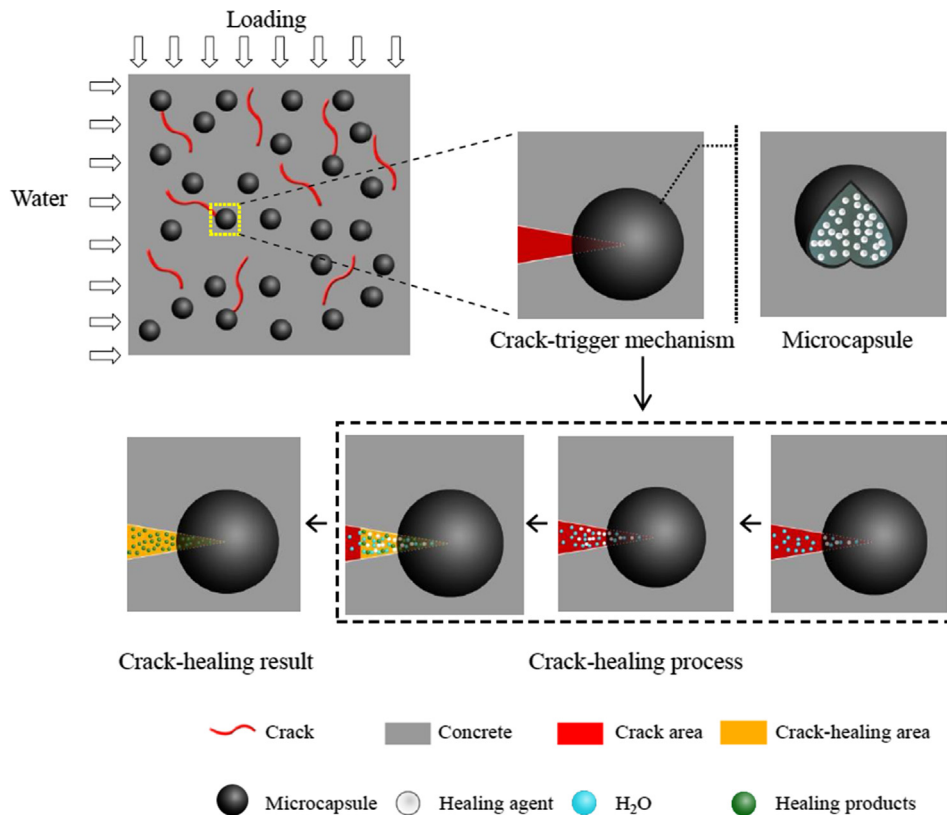 Loading
Water
Crack-trigger mechanism
Microcapsule
Crack-healing result
Crack-healing process
Crack
Concrete
Crack area
Crack-healing area
Microcapsule
Healing agent
H₂O
Healing products